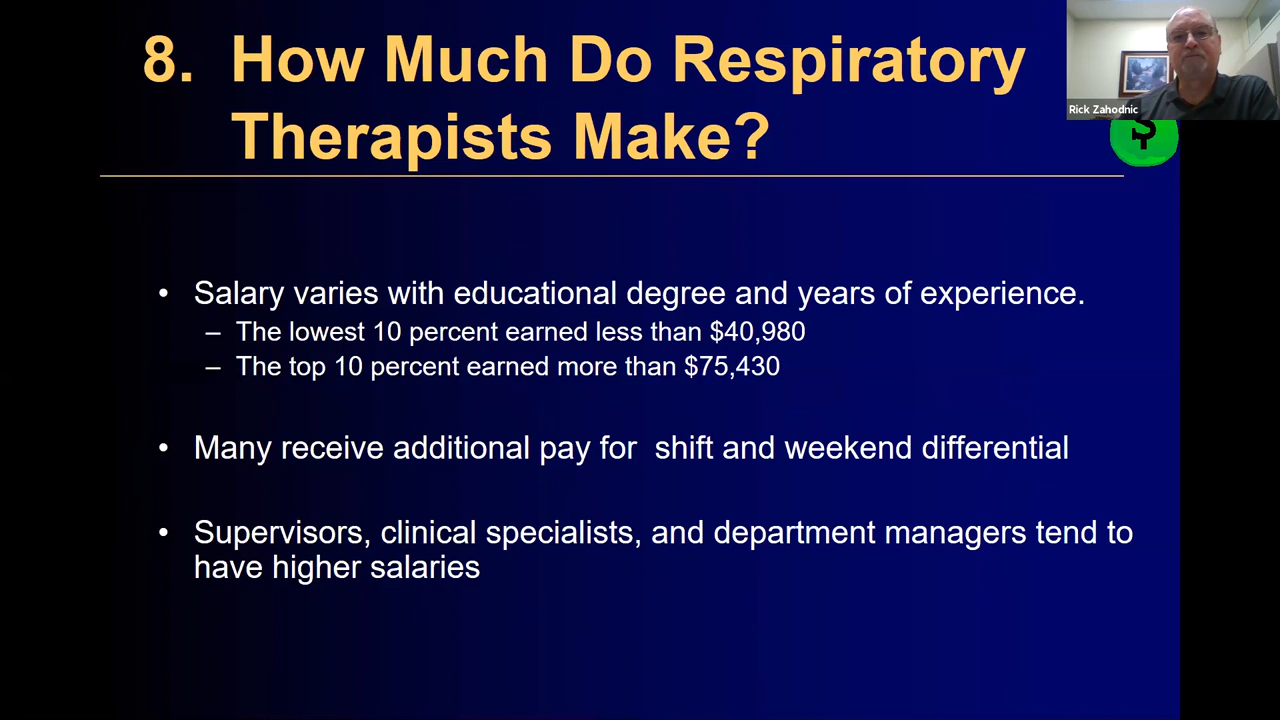 8. How Much Do Respiratory
Therapists Make?
Rick Zahodnic
$
• Salary varies with educational degree and years of experience.
– The lowest 10 percent earned less than $40,980
– The top 10 percent earned more than $75,430
• Many receive additional pay for  shift and weekend differential
• Supervisors, clinical specialists, and department managers tend to
have higher salaries